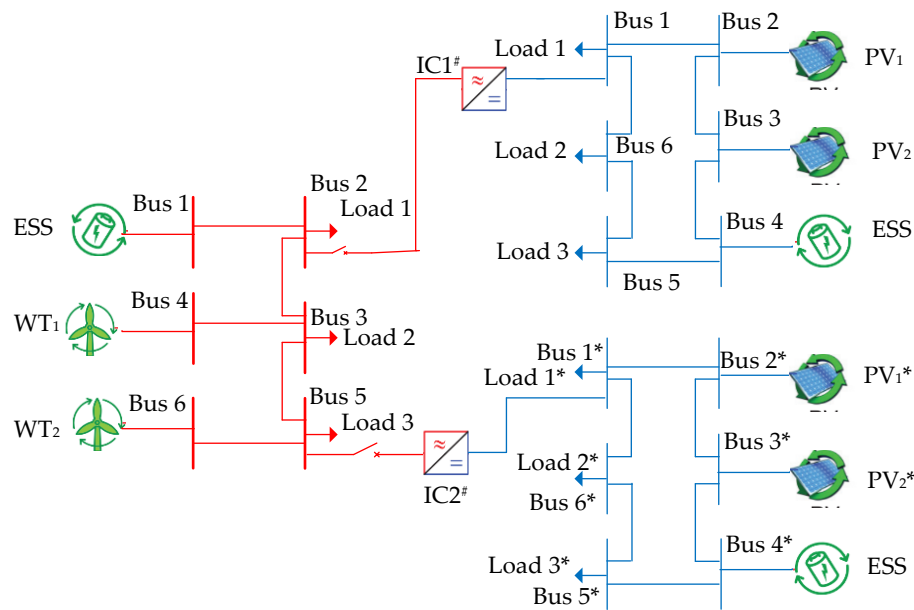 Bus 1
Bus 2
Load 1
PV1
IC1#
Bus 3
Load 2
Bus 6
PV2
Bus 2
Bus 1
Load 1
ESS
Load 3
Bus 4
ESS
Bus 5
Bus 4
WT1
Bus 3
Load 2
Bus 1*
Bus 2*
Load 1*
PV1*
Bus 6
Bus 5
WT2
Load 3
Bus 3*
Load 2*
PV2*
IC2#
Bus 6*
Bus 4*
Load 3*
ESS
Bus 5*